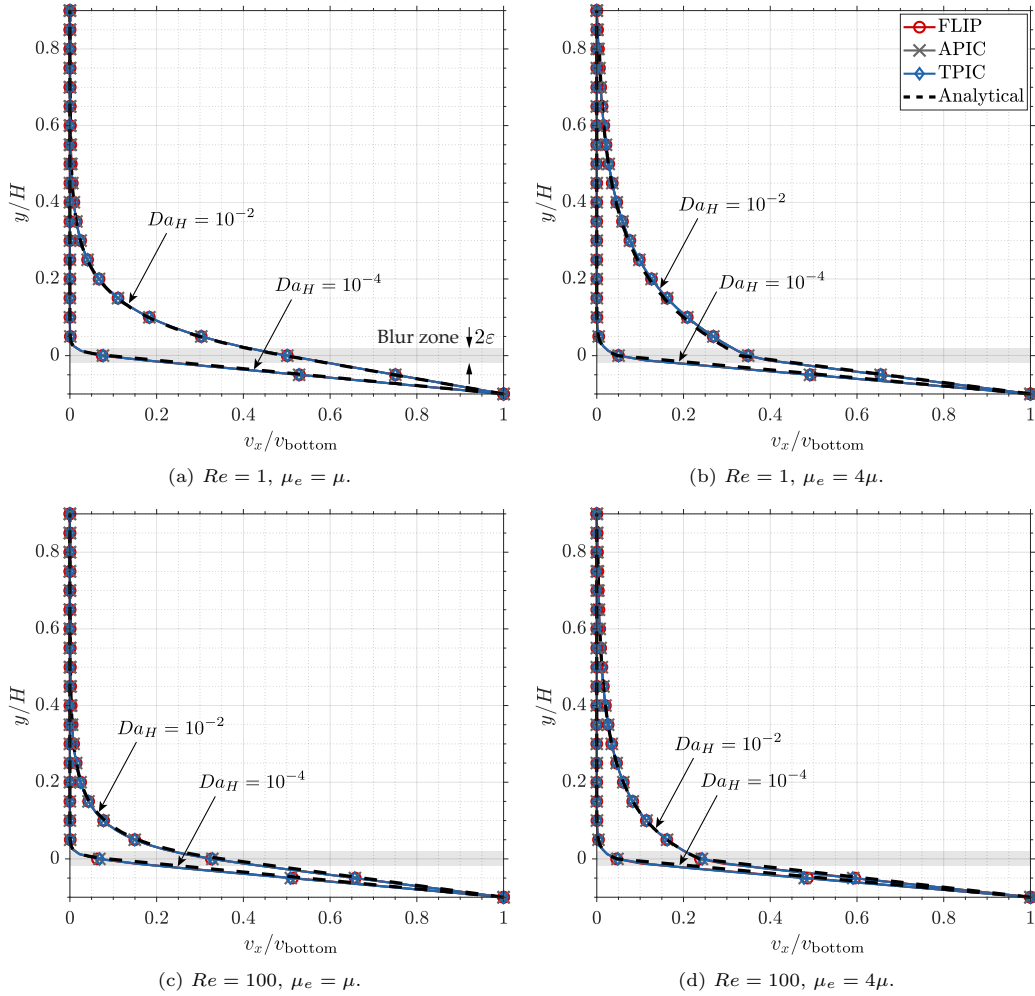 0.8
0.6
0.4
0.2
0
y/H
Da_H = 10^{-2}
Da_H = 10^{-4}
Blur zone
2ε
0 0.2 0.4 0.6 0.8 1
v_x/v_bottom
(a) Re = 1, μ_e = μ.
FLIP
APIC
TPIC
Analytical
0.8
0.6
0.4
0.2
0
y/H
Da_H = 10^{-2}
Da_H = 10^{-4}
0 0.2 0.4 0.6 0.8 1
v_x/v_bottom
(b) Re = 1, μ_e = 4μ.
0.8
0.6
0.4
0.2
0
y/H
Da_H = 10^{-2}
Da_H = 10^{-4}
0 0.2 0.4 0.6 0.8 1
v_x/v_bottom
(c) Re = 100, μ_e = μ.
0.8
0.6
0.4
0.2
0
y/H
Da_H = 10^{-2}
Da_H = 10^{-4}
0 0.2 0.4 0.6 0.8 1
v_x/v_bottom
(d) Re = 100, μ_e = 4μ.